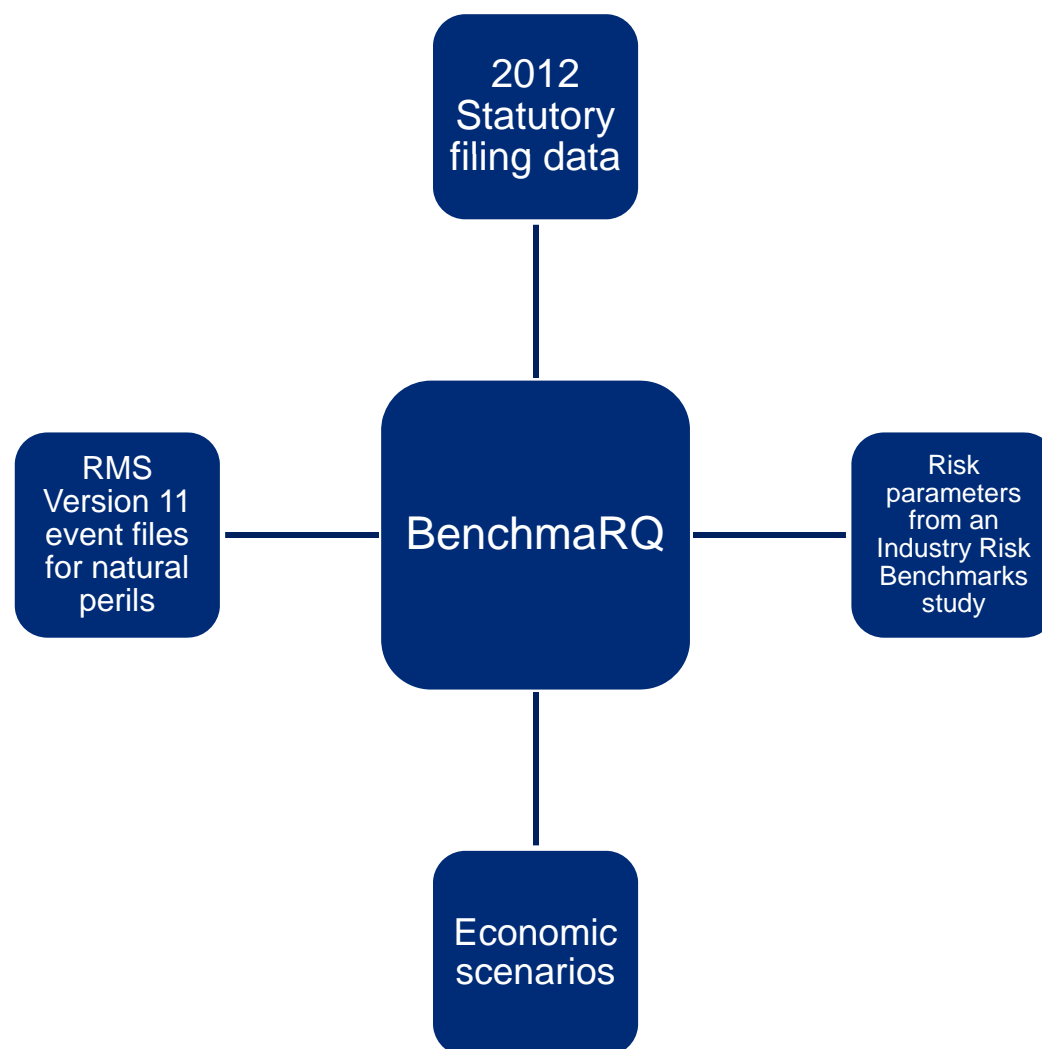 2012
Statutory
filing data
RMS
Version 11
event files
for natural
perils
BenchmaRQ
Risk
parameters
from an
Industry Risk
Benchmarks
study
Economic
scenarios